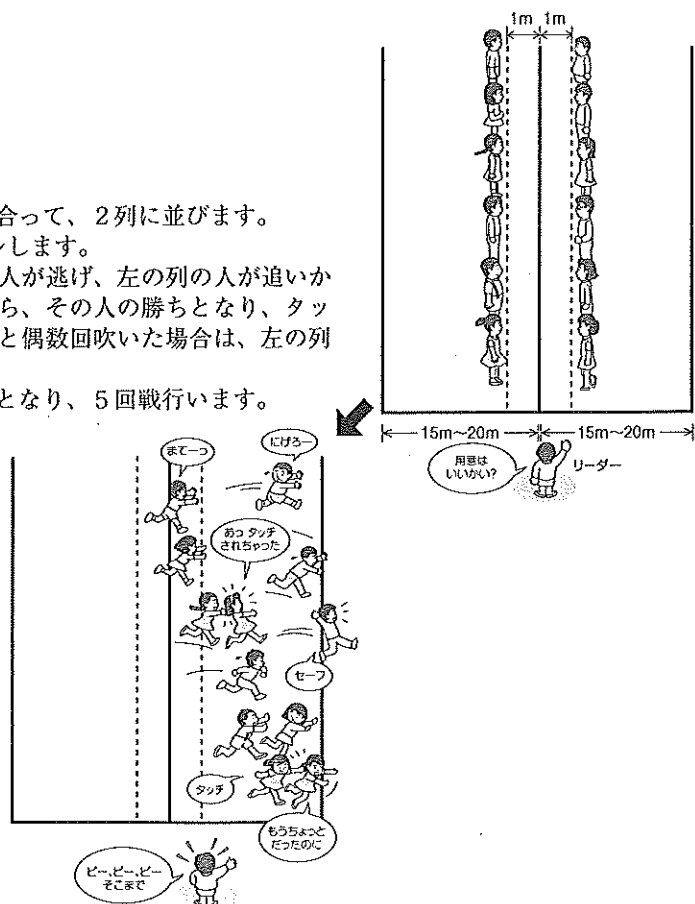 1m 1m
合って、２列に並びます。
します。
人が逃げ、左の列の人が追いか
ら、その人の勝ちとなり、タッ
と偶数回吹いた場合は、左の列
となり、５回戦行います。
15m～20m 15m～20m
用意は
いいかい?
リーダー
まてーっ
にげろー
あっ タッチ
されちゃった
セーフ
タッチ
もうちょっと
だったのに
ピー、ピー、ピー
そこまで